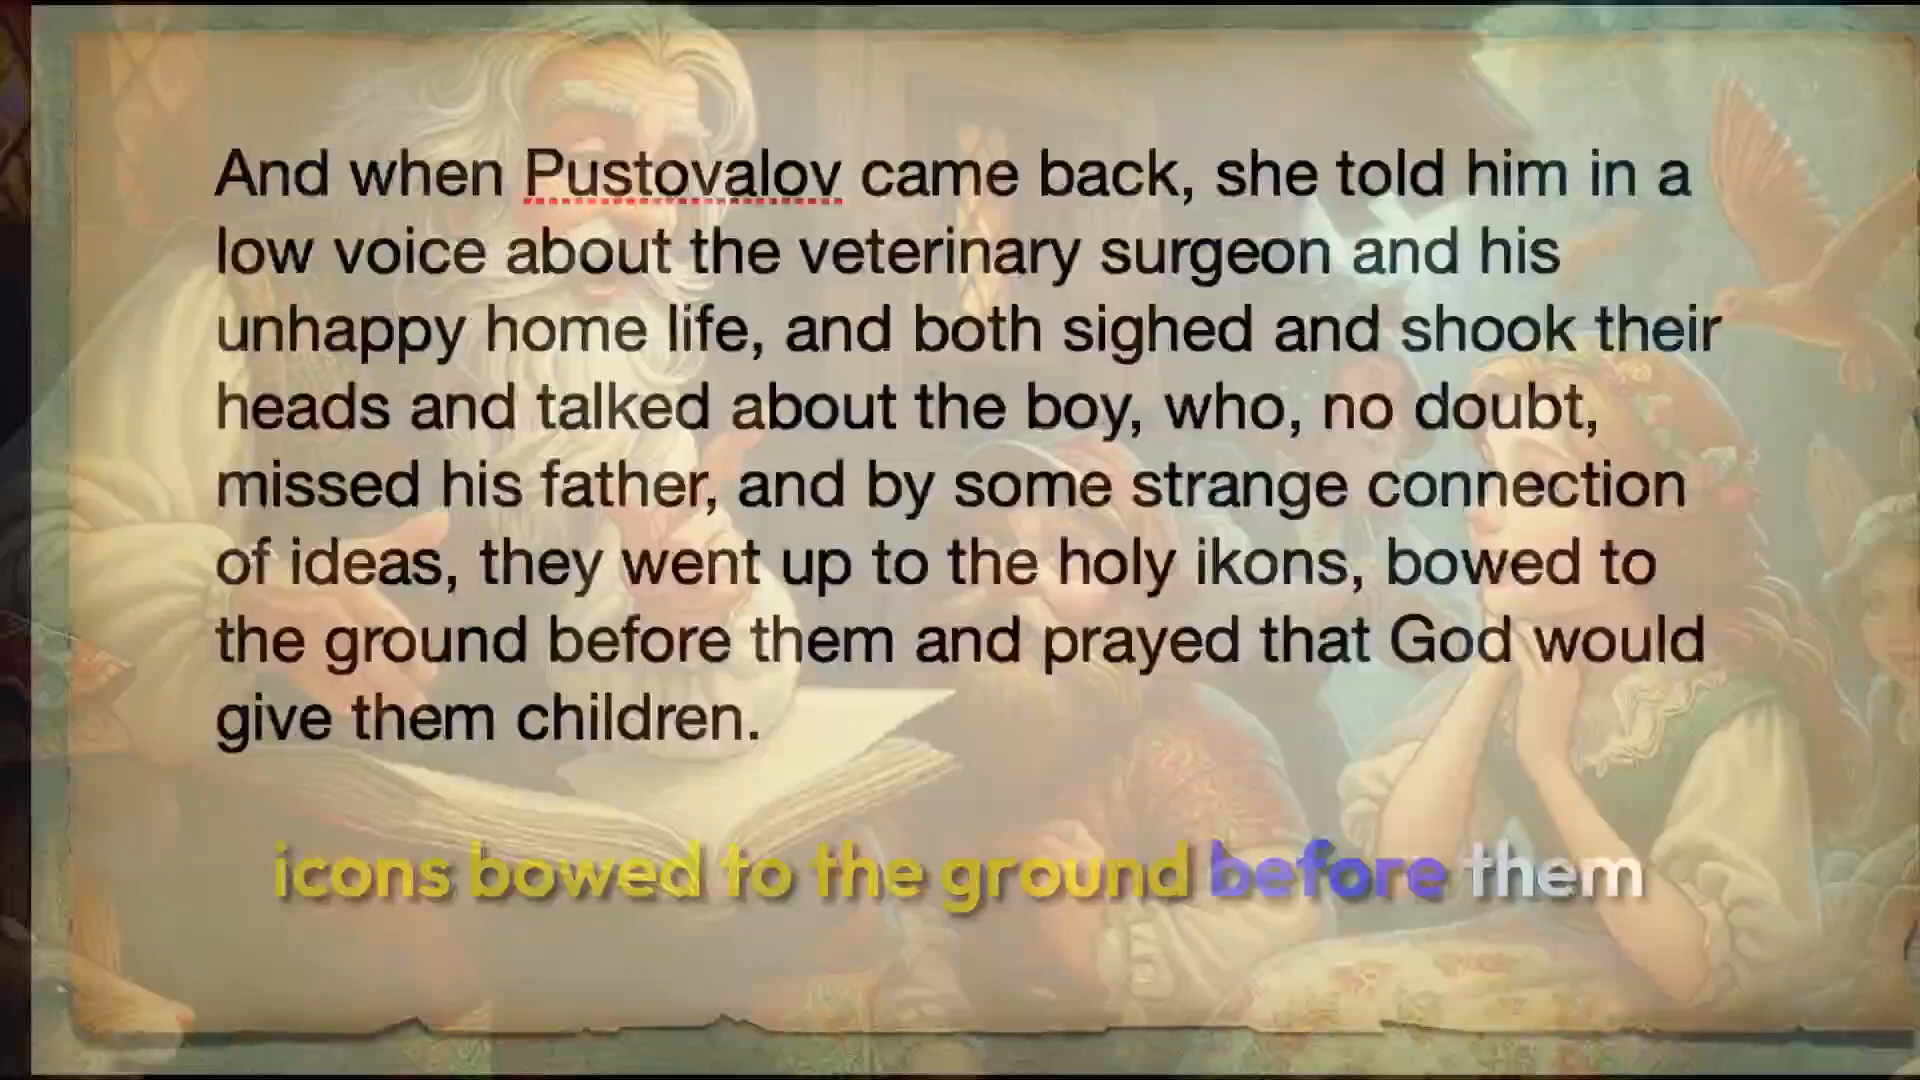 And when Pustovalov came back, she told him in a
low voice about the veterinary surgeon and his
unhappy home life, and both sighed and shook their
heads and talked about the boy, who, no doubt,
missed his father, and by some strange connection
of ideas, they went up to the holy ikons, bowed to
the ground before them and prayed that God would
give them children.
icons bowed to the ground before them